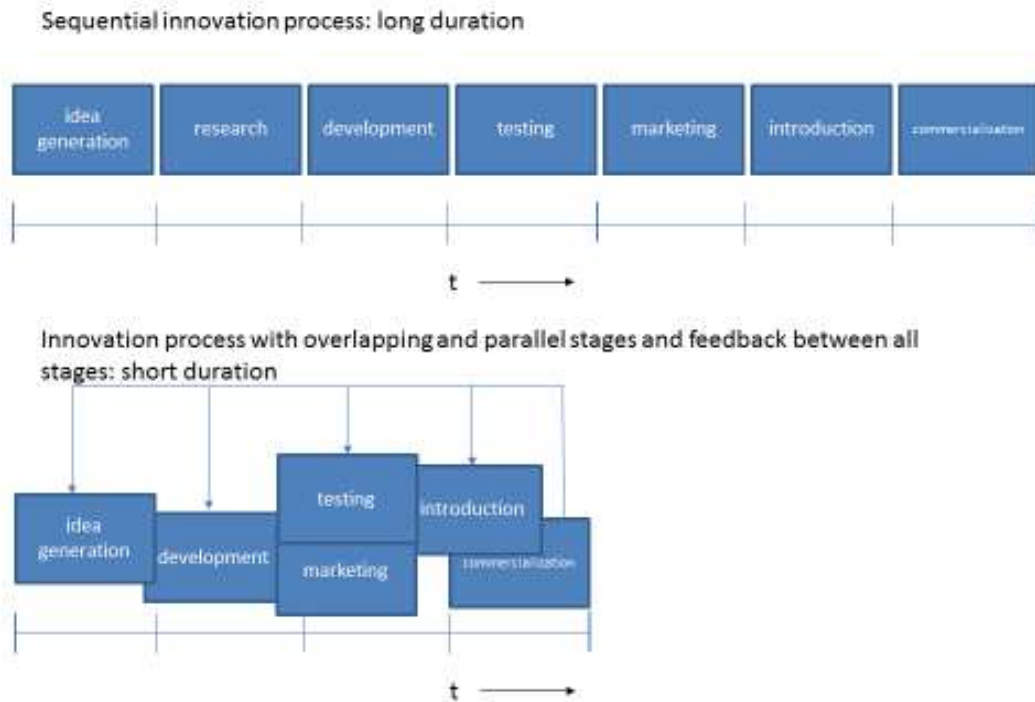 Sequential innovation process: long duration
idea
generation
research
development
testing
marketing
introduction
commercialization
t
Innovation process with overlapping and parallel stages and feedback between all
stages: short duration
idea
generation
development
testing
marketing
introduction
commercialization
t